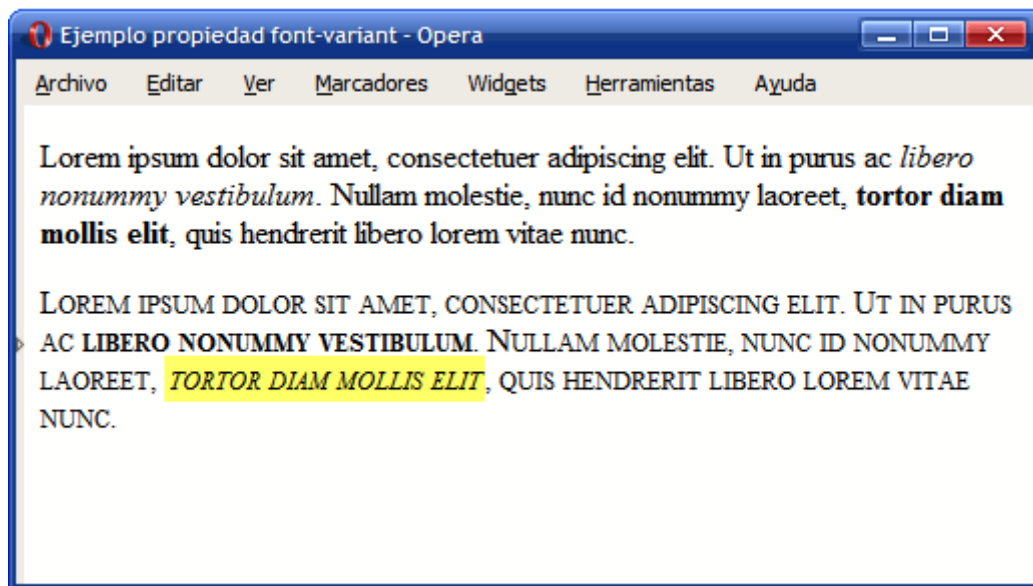 Ejemplo propiedad font-variant - Opera
Archivo Editar Ver Marcadores Widgets Herramientas Ayuda
Lorem ipsum dolor sit amet, consectetuer adipiscing elit. Ut in purus ac libero
nonummy vestibulum. Nullam molestie, nunc id nonummy laoreet, tortor diam
mollis elit, quis hendrerit libero lorem vitae nunc.
LOREM IPSUM DOLOR SIT AMET, CONSECTETUER ADIPISCING ELIT. UT IN PURUS
AC LIBERO NONUMMY VESTIBULUM. NULLAM MOLESTIE, NUNC ID NONUMMY
LAOREET, TORTOR DIAM MOLLIS ELIT, QUIS HENDRERIT LIBERO LOREM VITAE
NUNC.